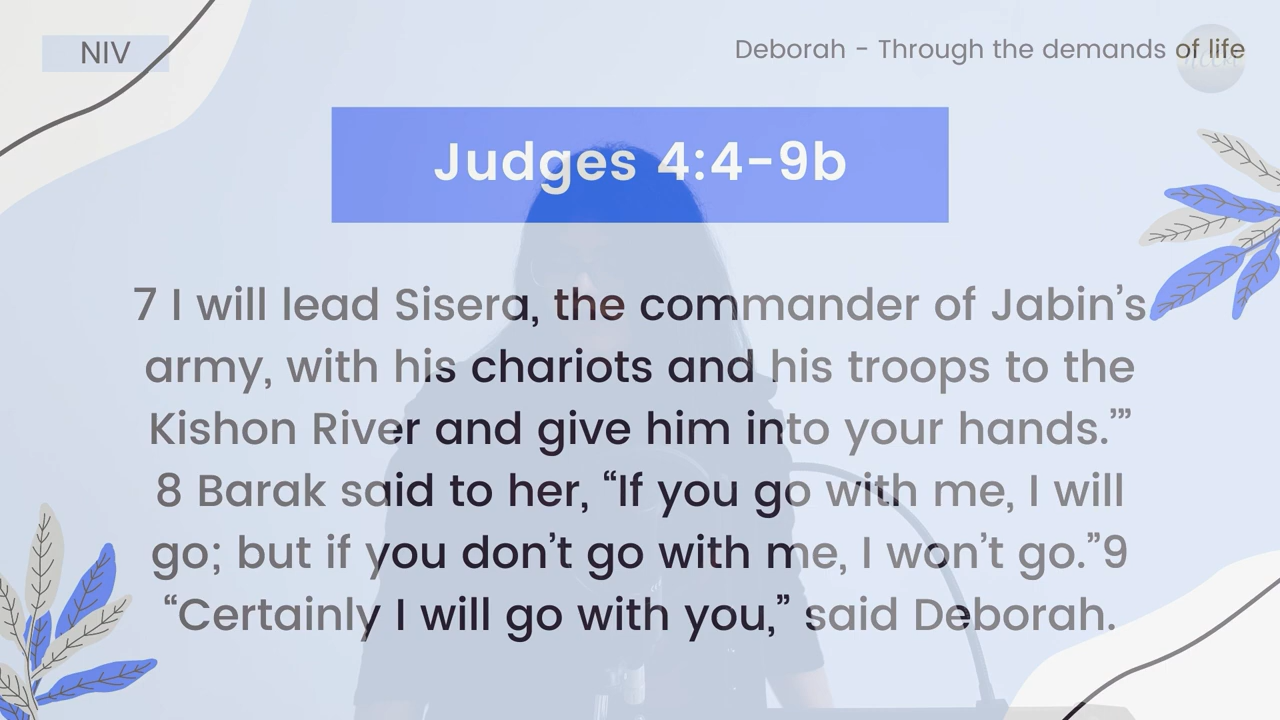 NIV
Deborah - Through the demands of life
Judges 4:4-9b
7 I will lead Sisera, the commander of Jabin’s
army, with his chariots and his troops to the
Kishon River and give him into your hands.’”
8 Barak said to her, “If you go with me, I will
go; but if you don’t go with me, I won’t go.”9
“Certainly I will go with you,” said Deborah.